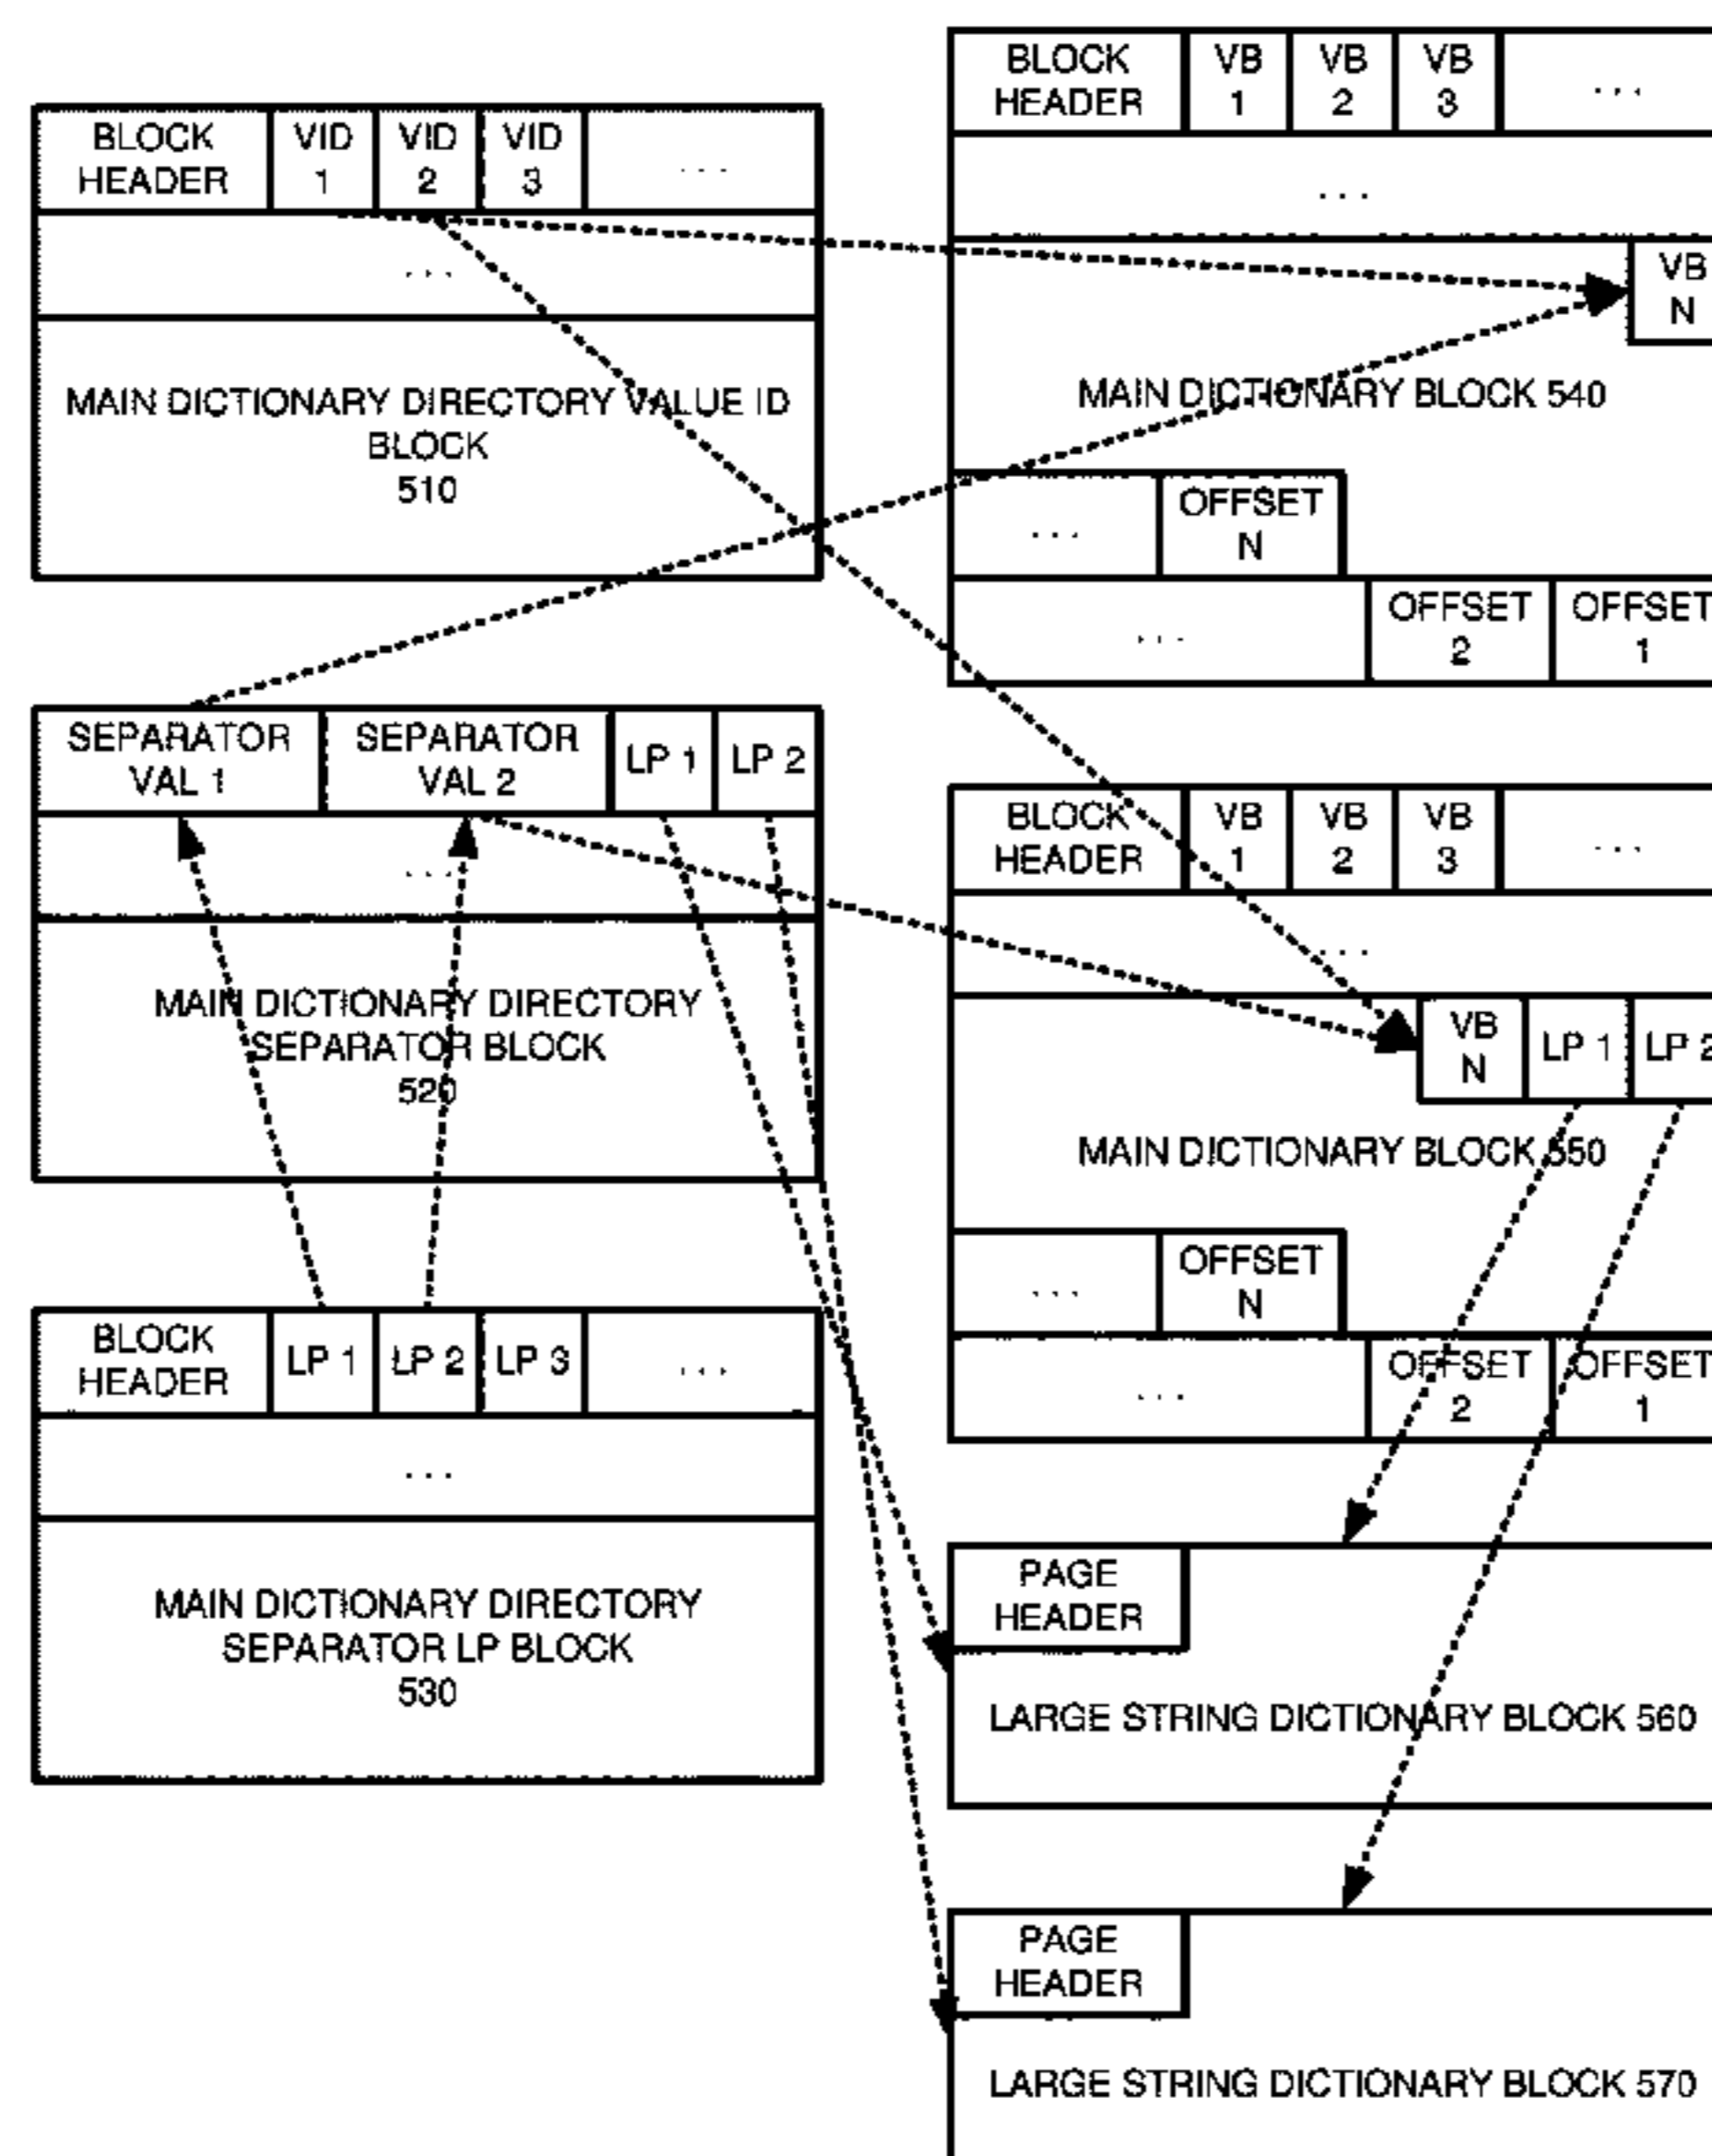 BLOCK
HEADER
VID
1
VID
2
VID
3
...
...
MAIN DICTIONARY DIRECTORY VALUE ID
BLOCK
510
SEPARATOR
VAL 1
SEPARATOR
VAL 2
LP 1
LP 2
...
MAIN DICTIONARY DIRECTORY
SEPARATOR BLOCK
520
BLOCK
HEADER
LP 1
LP 2
LP 3
...
...
MAIN DICTIONARY DIRECTORY
SEPARATOR LP BLOCK
530
BLOCK
HEADER
VB
1
VB
2
VB
3
...
...
VB
N
MAIN DICTIONARY BLOCK 540
...
OFFSET
N
...
OFFSET
2
OFFSET
1
BLOCK
HEADER
VB
1
VB
2
VB
3
...
...
VB
N
LP 1
LP 2
MAIN DICTIONARY BLOCK 550
...
OFFSET
N
...
OFFSET
2
OFFSET
1
PAGE
HEADER
LARGE STRING DICTIONARY BLOCK 560
PAGE
HEADER
LARGE STRING DICTIONARY BLOCK 570